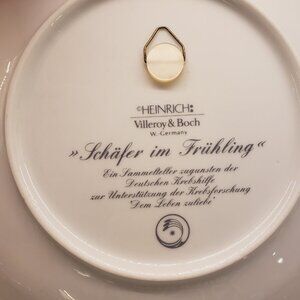 ©HEINRICH
Villeroy & Boch
W.-Germany
»Schäfer im Frühling«
Ein Sammelteller zugunsten der
Deutschen Krebshilfe
zur Unterstützung der Krebsforschung
"Dem Leben zuliebe"